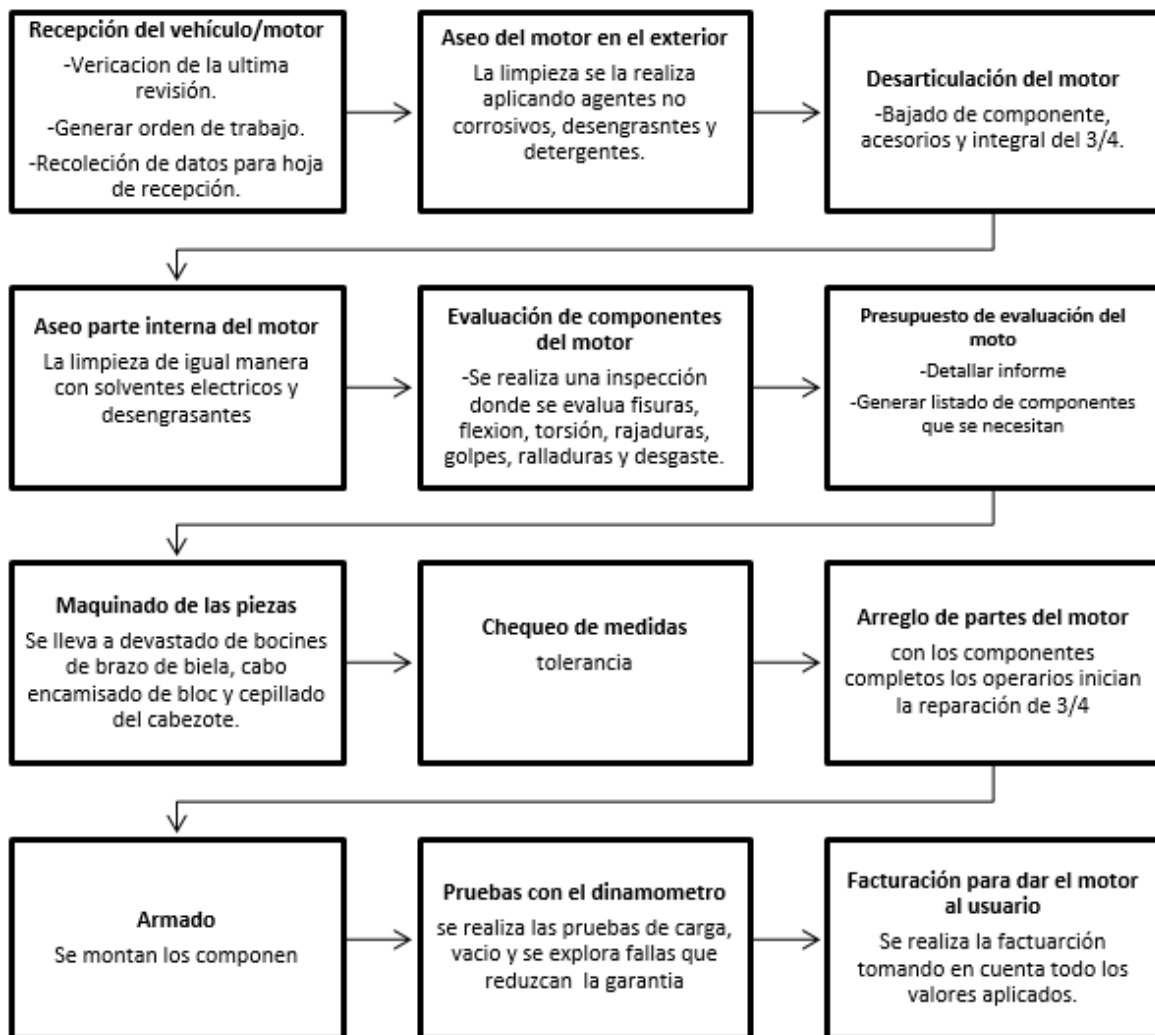 Recepción del vehículo/motor
-Vericacion de la ultima
revisión.
-Generar orden de trabajo.
-Recoleción de datos para hoja
de recepción.
Aseo del motor en el exterior
La limpieza se la realiza
aplicando agentes no
corrosivos, desengrasntes y
detergentes.
Desarticulación del motor
-Bajado de componente,
acesorios y integral del 3/4.
Aseo parte interna del motor
La limpieza de igual manera
con solventes electricos y
desengrasantes
Evaluación de componentes
del motor
-Se realiza una inspección
donde se evalua fisuras,
flexion, torsión, rajaduras,
golpes, ralladuras y desgaste.
Presupuesto de evaluación del
moto
-Detallar informe
-Generar listado de componentes
que se necesitan
Maquinado de las piezas
Se lleva a devastado de bocines
de brazo de biela, cabo
encamisado de bloc y cepillado
del cabezote.
Chequeo de medidas
tolerancia
Arreglo de partes del motor
con los componentes
completos los operarios inician
la reparación de 3/4
Armado
Se montan los componen
Pruebas con el dinamometro
se realiza las pruebas de carga,
vacio y se explora fallas que
reduzcan la garantia
Facturación para dar el motor
al usuario
Se realiza la factuarción
tomando en cuenta todo los
valores aplicados.